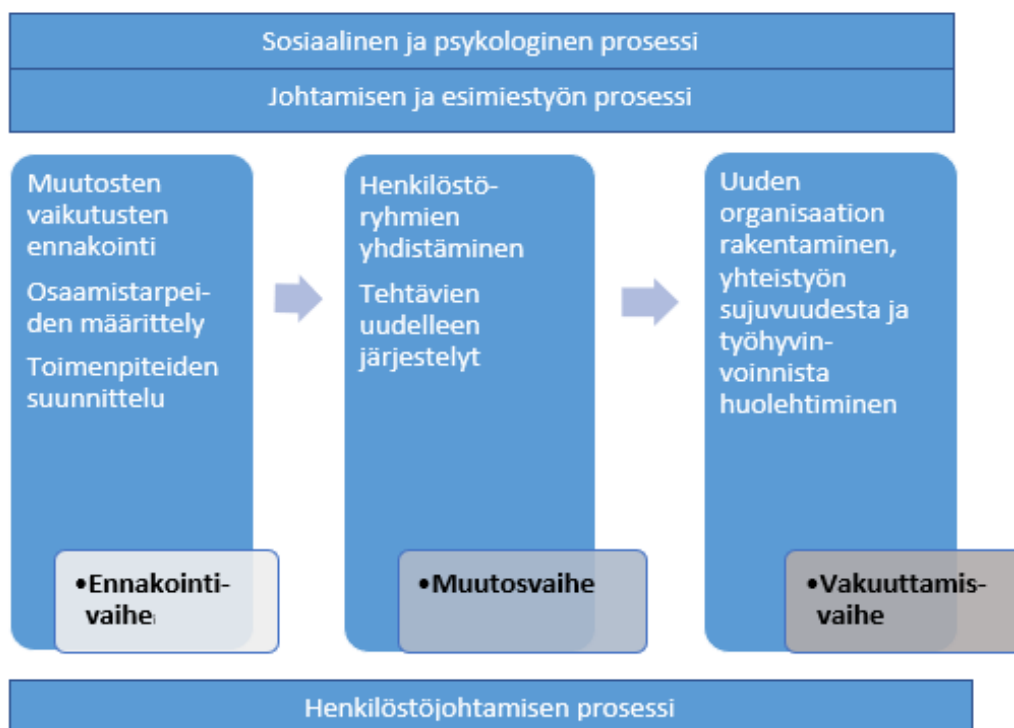 Sosiaalinen ja psykologinen prosessi
Johtamisen ja esimiestyön prosessi
Muutosten
vaikutusten
ennakointi
Osaamistarpei-
den määrittely
Toimenpiteiden
suunnittelu
•Ennakointi-
vaihe
Henkilöstö-
ryhmien
yhdistäminen
Tehtävien
uudelleen
järjestelyt
•Muutosvaihe
Uuden
organisaation
rakentaminen,
yhteistyön
sujuvuudesta ja
työhyvin-
voinnista
huolehtiminen
•Vakuuttamis-
vaihe
Henkilöstöjohtamisen prosessi